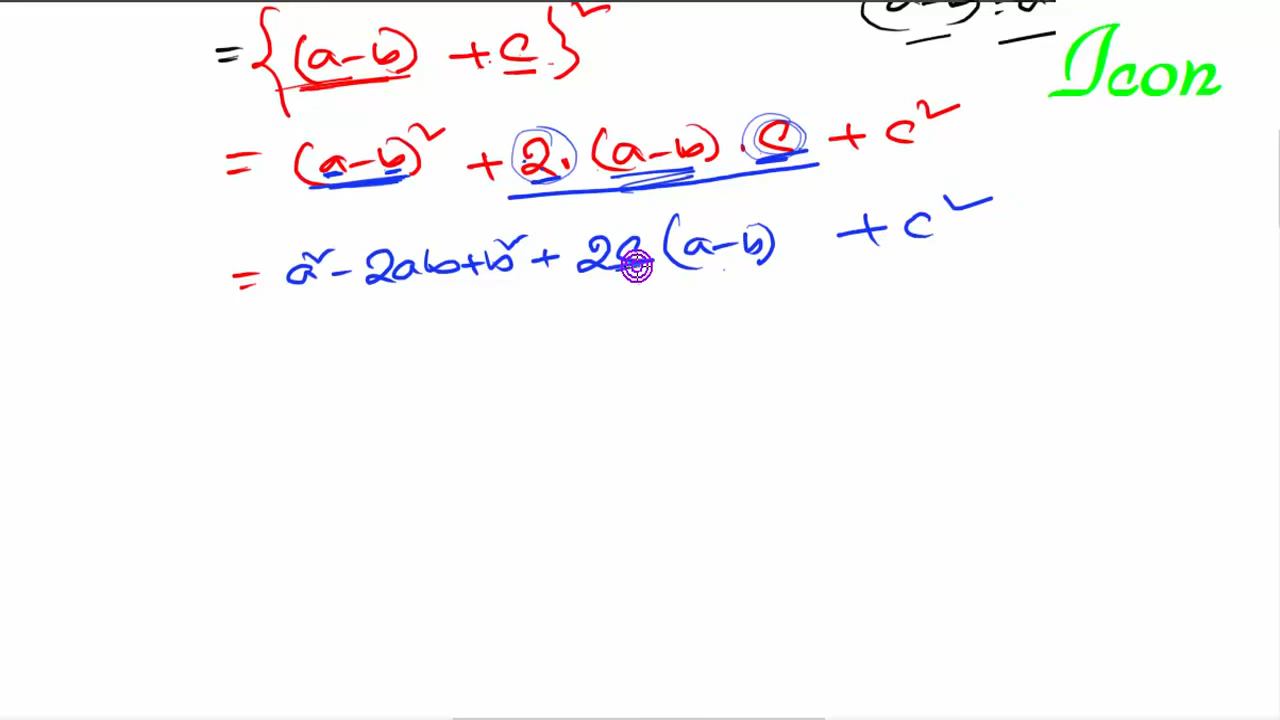 = {(a-b) + c}²
Icon
= (a-b)² + 2. (a-b) . c + c²
= a² - 2ab + b² + 2c (a-b) + c²